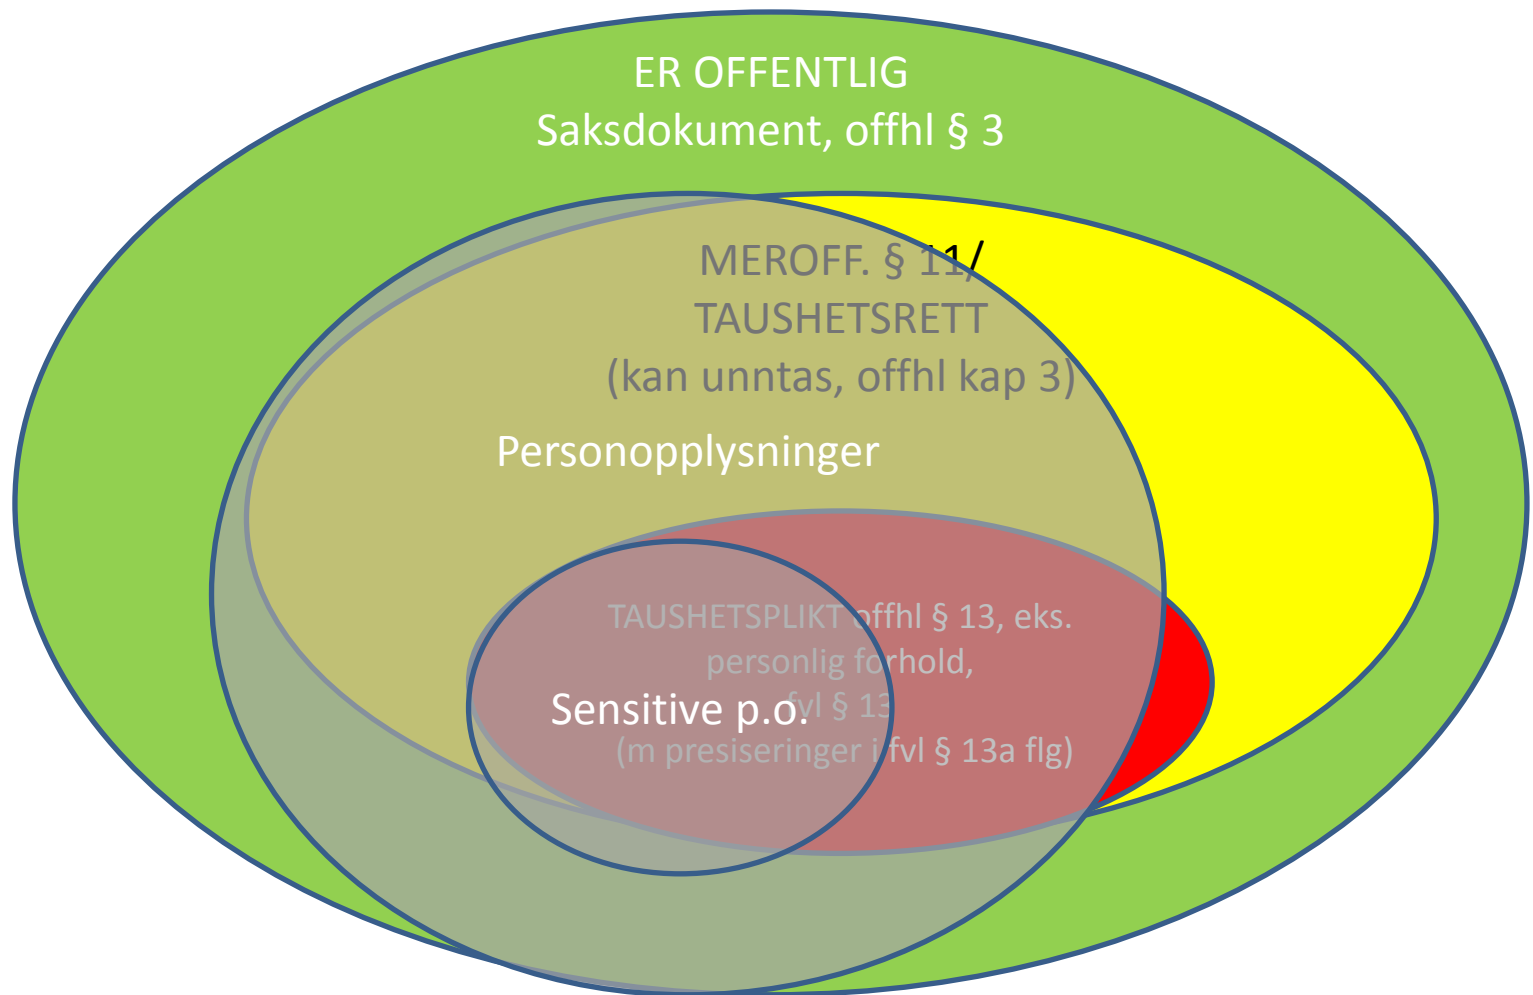 ER OFFENTLIG
Saksdokument, offhl § 3
MEROFF. § 11/
TAUSHETSRETT
(kan unntas, offhl kap 3)
Personopplysninger
TAUSHETSPLIKT offhl § 13, eks.
personlig forhold,
fvl § 13
Sensitive p.o.
(m presiseringer i fvl § 13a flg)